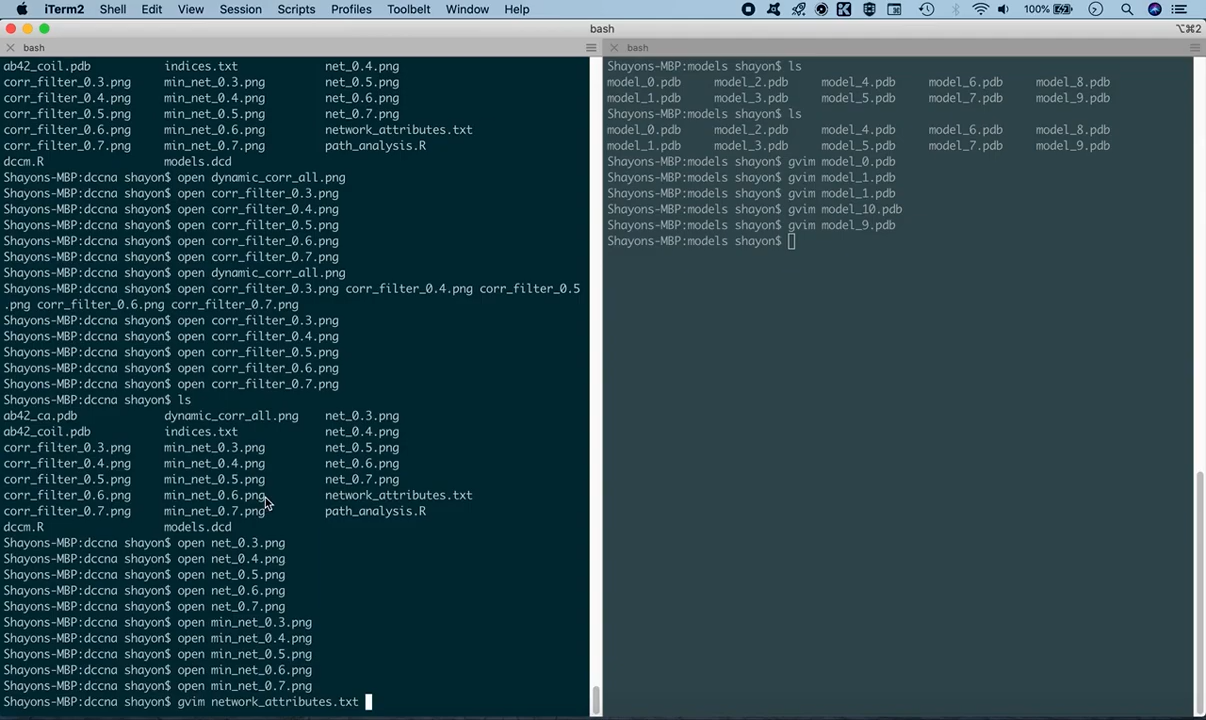 iTerm2 Shell Edit View Session Scripts Profiles Toolbelt Window Help 100%
bash ⌥⌘2
bash bash
ab42_coil.pdb indices.txt net_0.4.png
corr_filter_0.3.png min_net_0.3.png net_0.5.png
corr_filter_0.4.png min_net_0.4.png net_0.6.png
corr_filter_0.5.png min_net_0.5.png net_0.7.png
corr_filter_0.6.png min_net_0.6.png network_attributes.txt
corr_filter_0.7.png min_net_0.7.png path_analysis.R
dccm.R models.dcd
Shayons-MBP:dccna shayon$ open dynamic_corr_all.png
Shayons-MBP:dccna shayon$ open corr_filter_0.3.png
Shayons-MBP:dccna shayon$ open corr_filter_0.4.png
Shayons-MBP:dccna shayon$ open corr_filter_0.5.png
Shayons-MBP:dccna shayon$ open corr_filter_0.6.png
Shayons-MBP:dccna shayon$ open corr_filter_0.7.png
Shayons-MBP:dccna shayon$ open dynamic_corr_all.png
Shayons-MBP:dccna shayon$ open corr_filter_0.3.png corr_filter_0.4.png corr_filter_0.5
.png corr_filter_0.6.png corr_filter_0.7.png
Shayons-MBP:dccna shayon$ open corr_filter_0.3.png
Shayons-MBP:dccna shayon$ open corr_filter_0.4.png
Shayons-MBP:dccna shayon$ open corr_filter_0.5.png
Shayons-MBP:dccna shayon$ open corr_filter_0.6.png
Shayons-MBP:dccna shayon$ open corr_filter_0.7.png
Shayons-MBP:dccna shayon$ ls
ab42_ca.pdb dynamic_corr_all.png net_0.3.png
ab42_coil.pdb indices.txt net_0.4.png
corr_filter_0.3.png min_net_0.3.png net_0.5.png
corr_filter_0.4.png min_net_0.4.png net_0.6.png
corr_filter_0.5.png min_net_0.5.png net_0.7.png
corr_filter_0.6.png min_net_0.6.png network_attributes.txt
corr_filter_0.7.png min_net_0.7.png path_analysis.R
dccm.R models.dcd
Shayons-MBP:dccna shayon$ open net_0.3.png
Shayons-MBP:dccna shayon$ open net_0.4.png
Shayons-MBP:dccna shayon$ open net_0.5.png
Shayons-MBP:dccna shayon$ open net_0.6.png
Shayons-MBP:dccna shayon$ open net_0.7.png
Shayons-MBP:dccna shayon$ open min_net_0.3.png
Shayons-MBP:dccna shayon$ open min_net_0.4.png
Shayons-MBP:dccna shayon$ open min_net_0.5.png
Shayons-MBP:dccna shayon$ open min_net_0.6.png
Shayons-MBP:dccna shayon$ open min_net_0.7.png
Shayons-MBP:dccna shayon$ gvim network_attributes.txt
Shayons-MBP:models shayon$ ls
model_0.pdb model_2.pdb model_4.pdb model_6.pdb model_8.pdb
model_1.pdb model_3.pdb model_5.pdb model_7.pdb model_9.pdb
Shayons-MBP:models shayon$ ls
model_0.pdb model_2.pdb model_4.pdb model_6.pdb model_8.pdb
model_1.pdb model_3.pdb model_5.pdb model_7.pdb model_9.pdb
Shayons-MBP:models shayon$ gvim model_0.pdb
Shayons-MBP:models shayon$ gvim model_1.pdb
Shayons-MBP:models shayon$ gvim model_1.pdb
Shayons-MBP:models shayon$ gvim model_10.pdb
Shayons-MBP:models shayon$ gvim model_9.pdb
Shayons-MBP:models shayon$